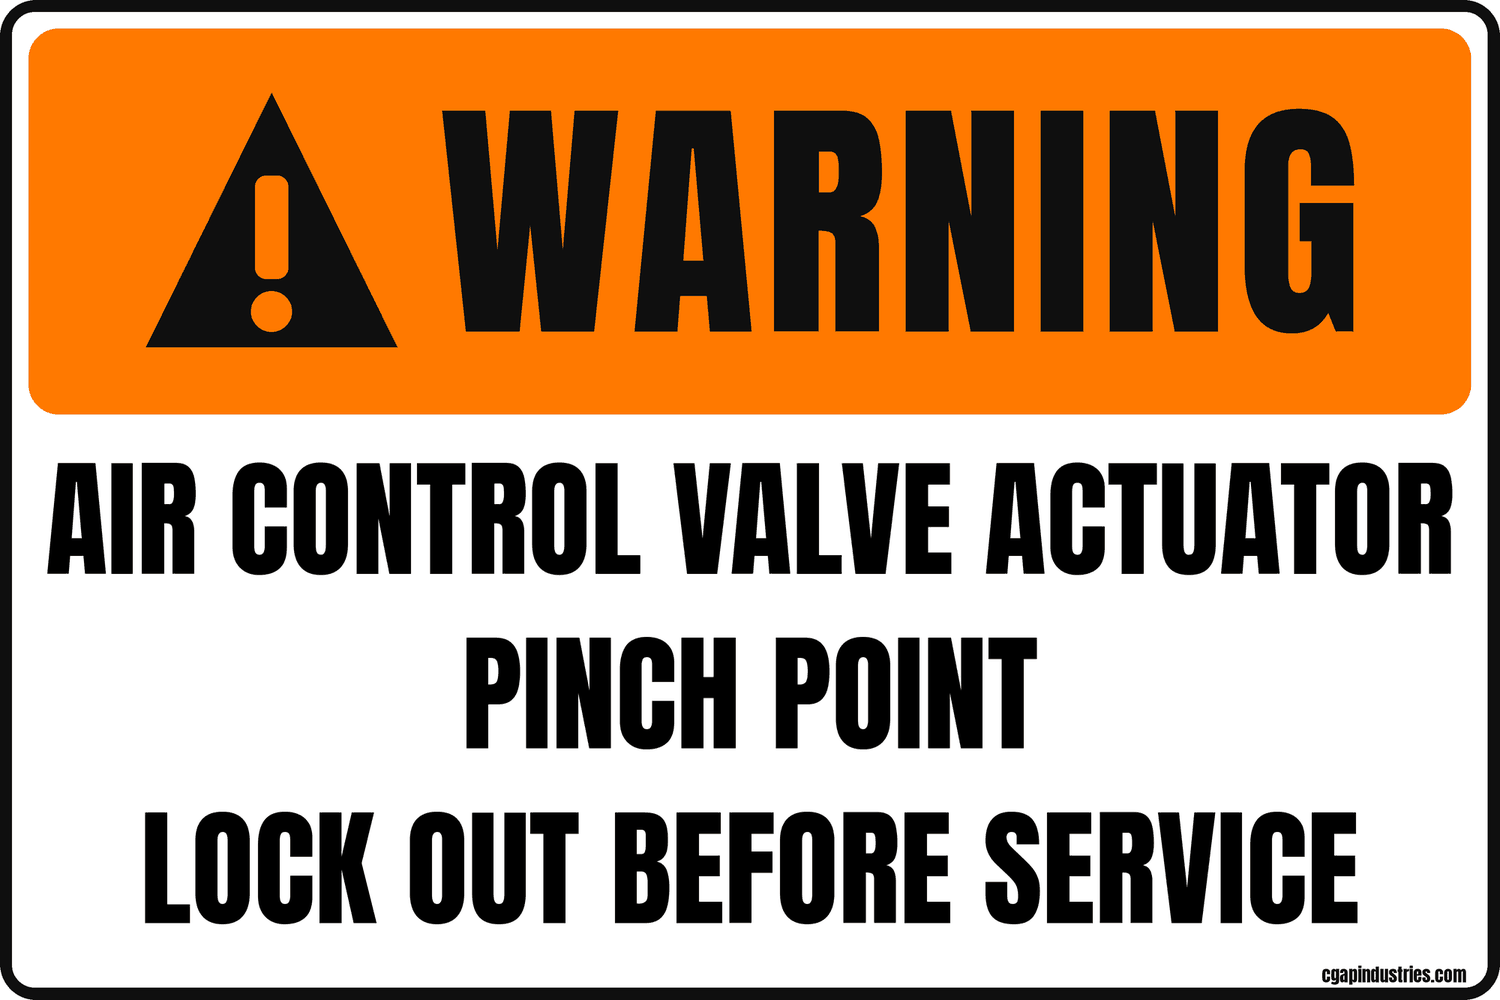 WARNING
AIR CONTROL VALVE ACTUATOR
PINCH POINT
LOCK OUT BEFORE SERVICE
cgapindustries.com